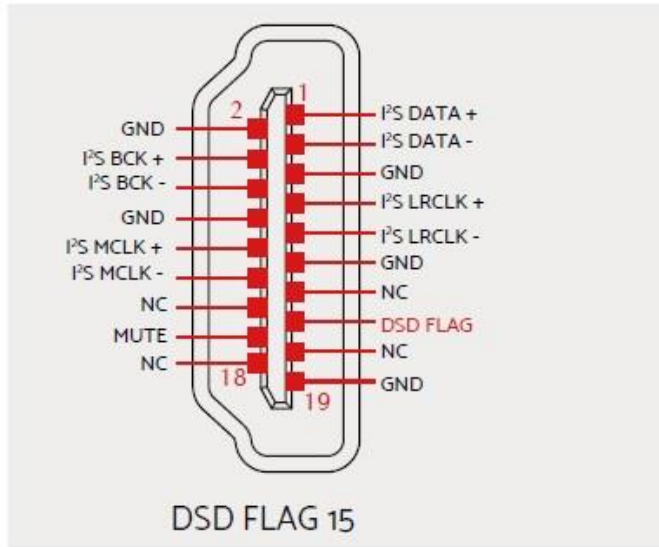 1
2
I²S DATA +
GND
I²S DATA -
I²S BCK +
GND
I²S BCK -
I²S LRCLK +
GND
I²S LRCLK -
I²S MCLK +
GND
I²S MCLK -
NC
NC
DSD FLAG
MUTE
NC
NC
18
GND
19
DSD FLAG 15